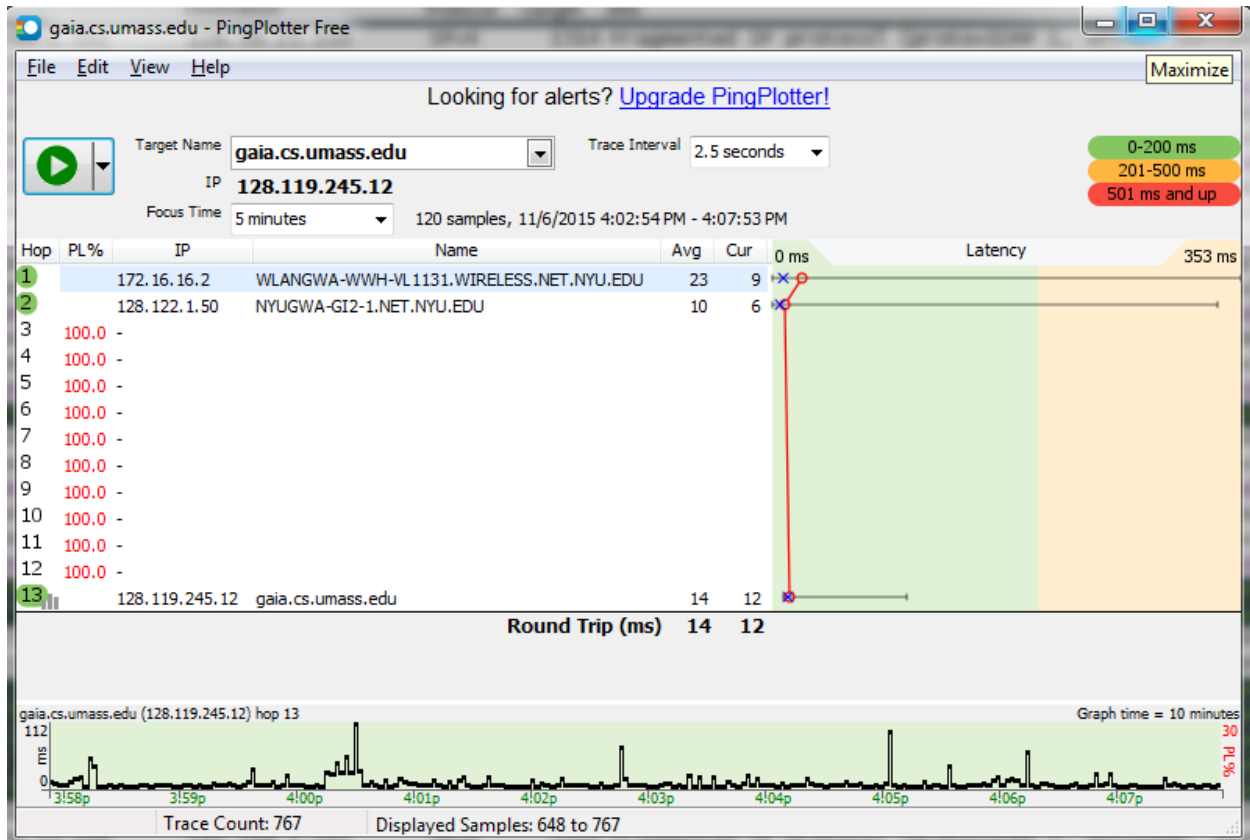 gaia.cs.umass.edu - PingPlotter Free
File Edit View Help
Maximize
Looking for alerts? Upgrade PingPlotter!
Target Name gaia.cs.umass.edu Trace Interval 2.5 seconds
IP 128.119.245.12
Focus Time 5 minutes 120 samples, 11/6/2015 4:02:54 PM - 4:07:53 PM
0-200 ms
201-500 ms
501 ms and up
Hop PL% IP Name Avg Cur 0 ms Latency 353 ms
1 172.16.16.2 WLANGWA-WWH-VL1131.WIRELESS.NET.NYU.EDU 23 9
2 128.122.1.50 NYUGWA-GI2-1.NET.NYU.EDU 10 6
3 100.0 -
4 100.0 -
5 100.0 -
6 100.0 -
7 100.0 -
8 100.0 -
9 100.0 -
10 100.0 -
11 100.0 -
12 100.0 -
13 128.119.245.12 gaia.cs.umass.edu 14 12
Round Trip (ms) 14 12
gaia.cs.umass.edu (128.119.245.12) hop 13 Graph time = 10 minutes
112 30
ms PL%
0
3:58p 3:59p 4:00p 4:01p 4:02p 4:03p 4:04p 4:05p 4:06p 4:07p
Trace Count: 767 Displayed Samples: 648 to 767